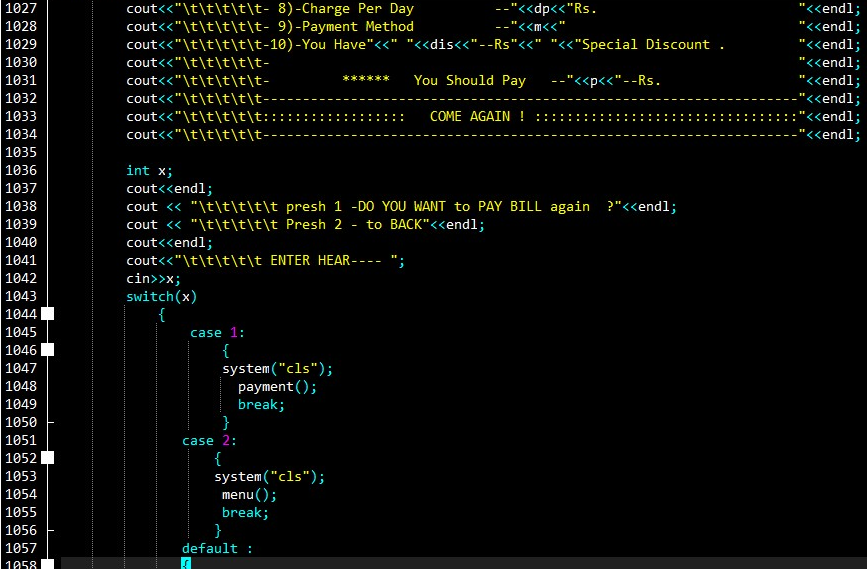 1027 cout<<"\t\t\t\t\t- 8)-Charge Per Day --"<<dp<<"Rs. "<<endl;
1028 cout<<"\t\t\t\t\t- 9)-Payment Method --"<<m<<" "<<endl;
1029 cout<<"\t\t\t\t\t-10)-You Have"<<" "<<dis<<"--Rs"<<" "<<"Special Discount . "<<endl;
1030 cout<<"\t\t\t\t\t- "<<endl;
1031 cout<<"\t\t\t\t\t- ****** You Should Pay --"<<p<<"--Rs. "<<endl;
1032 cout<<"\t\t\t\t\t-------------------------------------------------------------------"<<endl;
1033 cout<<"\t\t\t\t\t:::::::::::::::::: COME AGAIN ! :::::::::::::::::::::::::::::::::"<<endl;
1034 cout<<"\t\t\t\t\t-------------------------------------------------------------------"<<endl;
1035
1036 int x;
1037 cout<<endl;
1038 cout << "\t\t\t\t\t presh 1 -DO YOU WANT to PAY BILL again ?"<<endl;
1039 cout << "\t\t\t\t\t Presh 2 - to BACK"<<endl;
1040 cout<<endl;
1041 cout<<"\t\t\t\t\t ENTER HEAR---- ";
1042 cin>>x;
1043 switch(x)
1044 {
1045 case 1:
1046 {
1047 system("cls");
1048 payment();
1049 break;
1050 }
1051 case 2:
1052 {
1053 system("cls");
1054 menu();
1055 break;
1056 }
1057 default :
1058 {